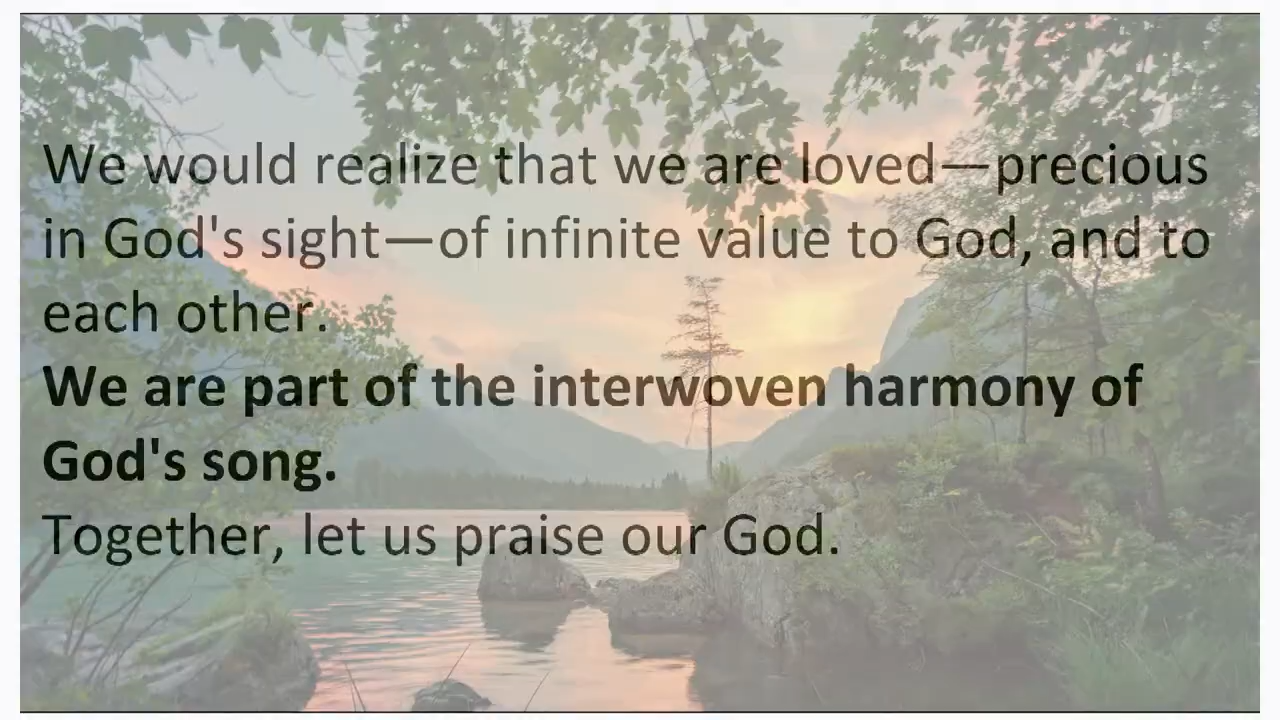 We would realize that we are loved—precious
in God's sight—of infinite value to God, and to
each other.
We are part of the interwoven harmony of
God's song.
Together, let us praise our God.